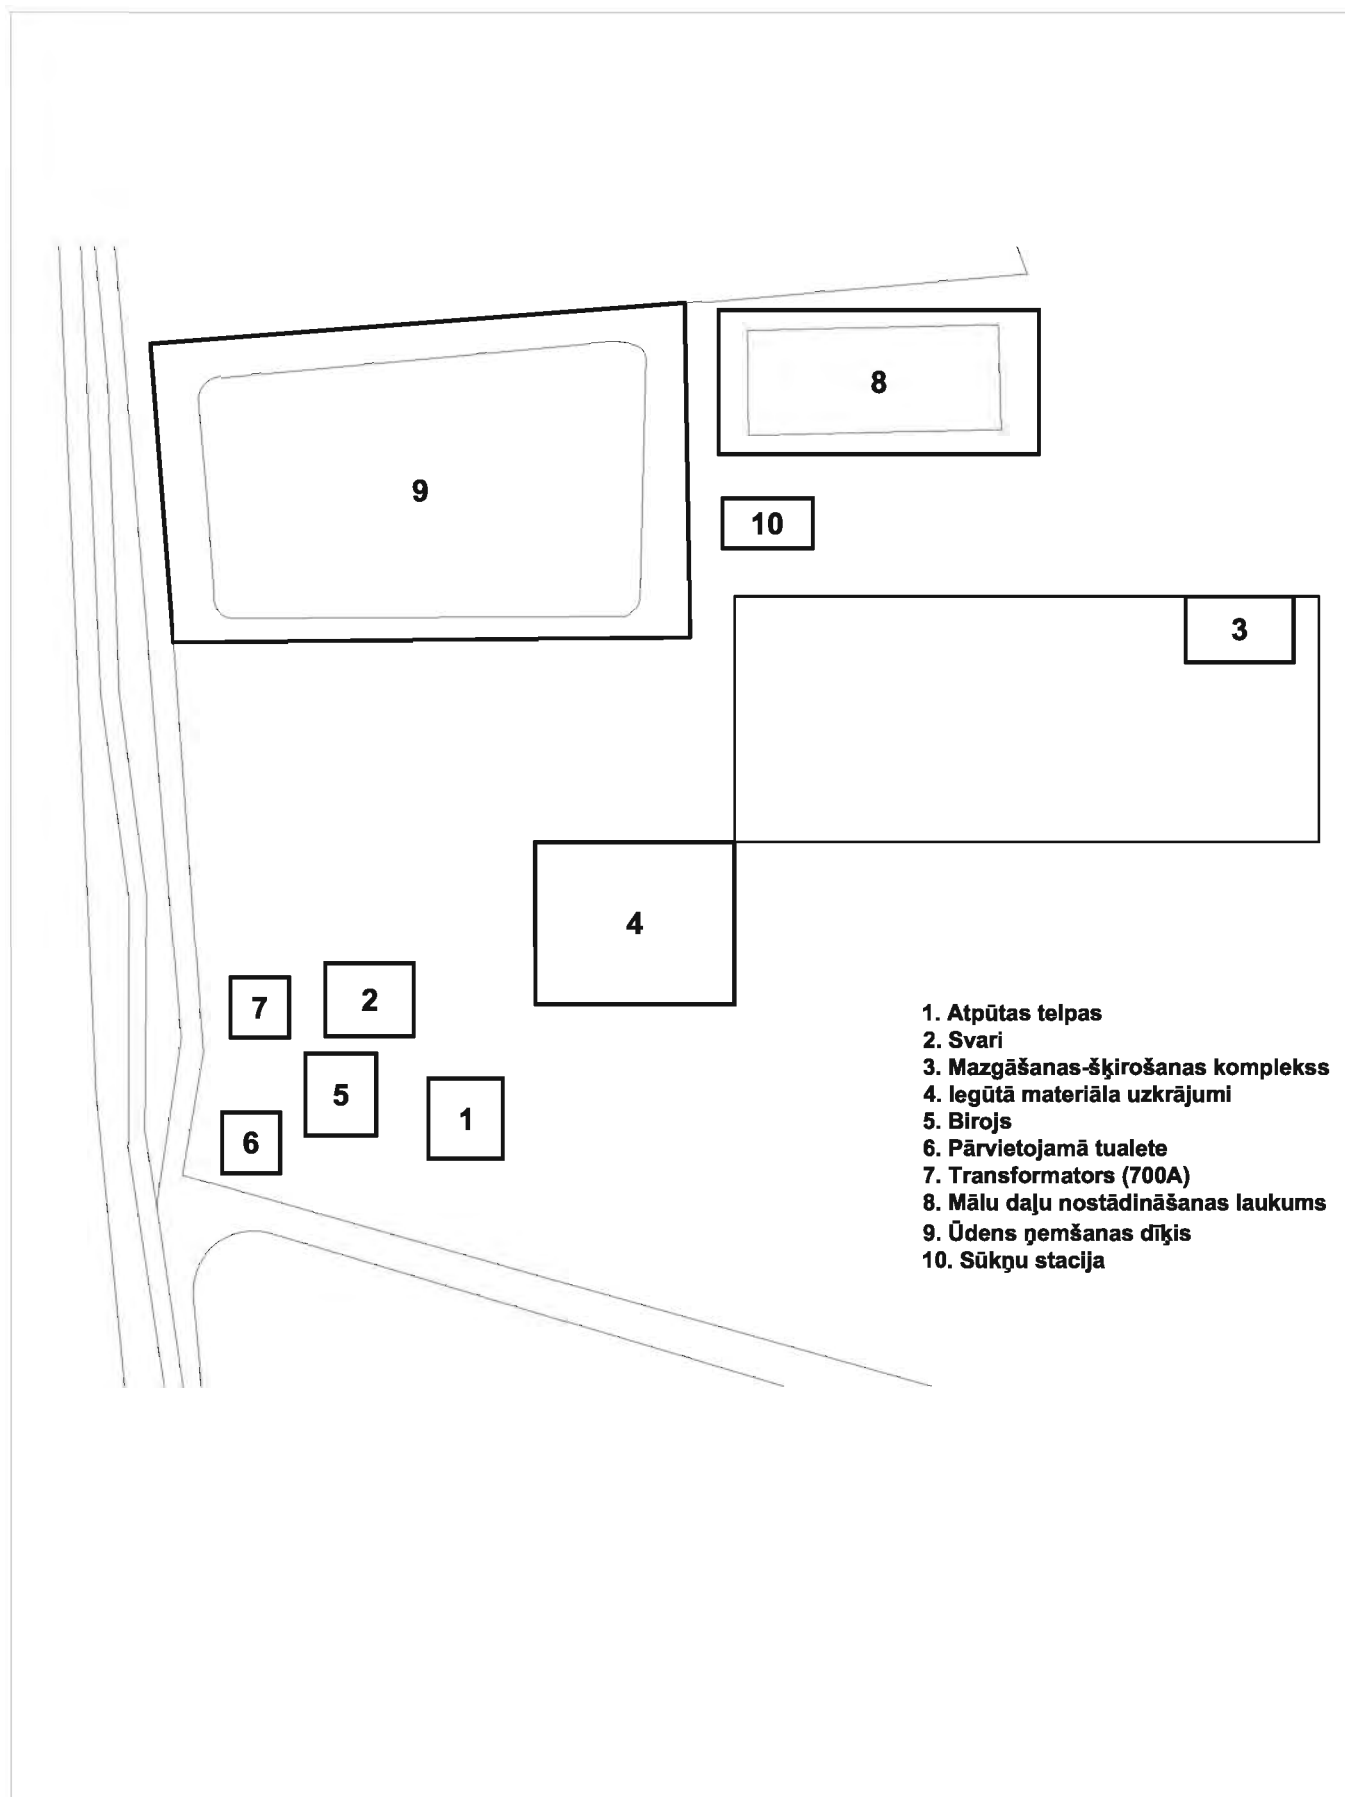 8
9
10
3
4
7
2
5
1
6
1. Atpūtas telpas
2. Svari
3. Mazgāšanas-šķirošanas komplekss
4. Iegūtā materiāla uzkrājumi
5. Birojs
6. Pārvietojamā tualete
7. Transformators (700A)
8. Mālu daļu nostādināšanas laukums
9. Ūdens ņemšanas dīķis
10. Sūkņu stacija